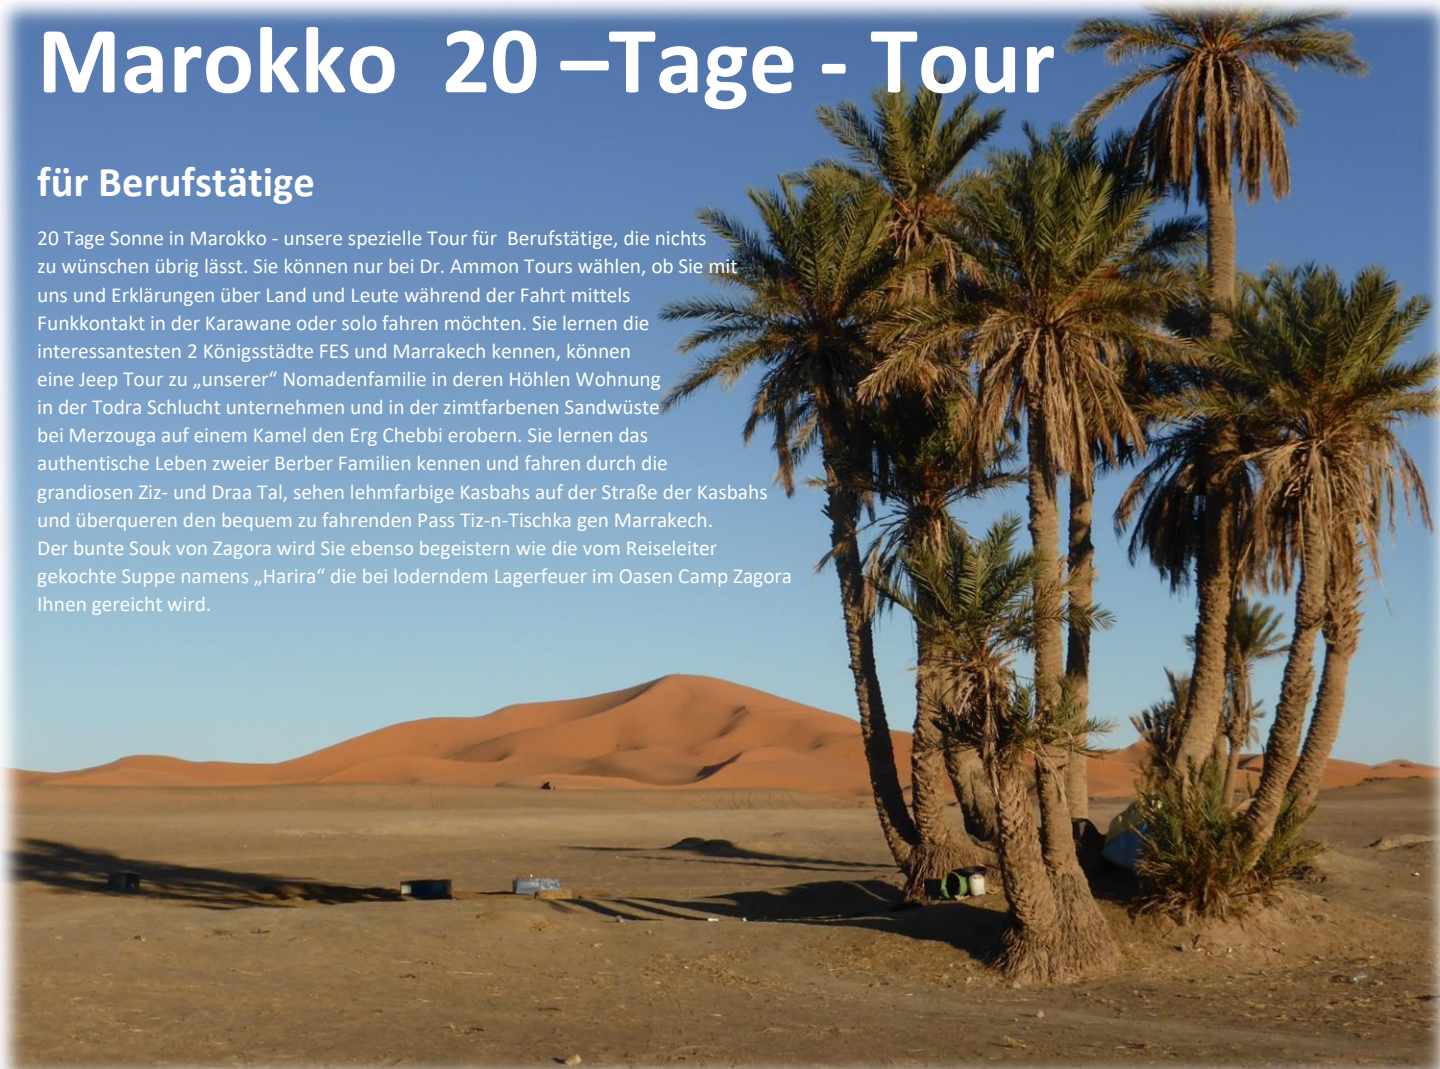 Marokko  20 –Tage - Tour
für Berufstätige
20 Tage Sonne in Marokko - unsere spezielle Tour für  Berufstätige, die nichts
zu wünschen übrig lässt. Sie können nur bei Dr. Ammon Tours wählen, ob Sie mit
uns und Erklärungen über Land und Leute während der Fahrt mittels
Funkkontakt in der Karawane oder solo fahren möchten. Sie lernen die
interessantesten 2 Königsstädte FES und Marrakech kennen, können
eine Jeep Tour zu „unserer“ Nomadenfamilie in deren Höhlen Wohnung
in der Todra Schlucht unternehmen und in der zimtfarbenen Sandwüste
bei Merzouga auf einem Kamel den Erg Chebbi erobern. Sie lernen das
authentische Leben zweier Berber Familien kennen und fahren durch die
grandiosen Ziz- und Draa Tal, sehen lehmfarbige Kasbahs auf der Straße der Kasbahs
und überqueren den bequem zu fahrenden Pass Tiz-n-Tischka gen Marrakech.
Der bunte Souk von Zagora wird Sie ebenso begeistern wie die vom Reiseleiter
gekochte Suppe namens „Harira“ die bei loderndem Lagerfeuer im Oasen Camp Zagora
Ihnen gereicht wird.